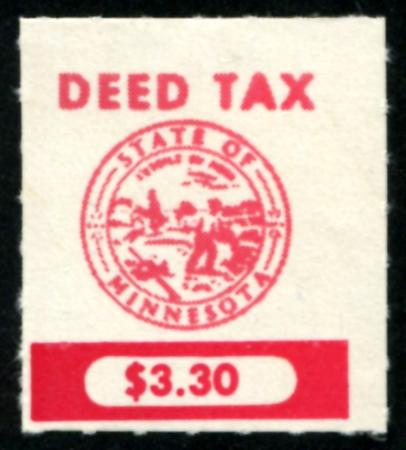 DEED TAX
STATE OF
MINNESOTA
$3.30